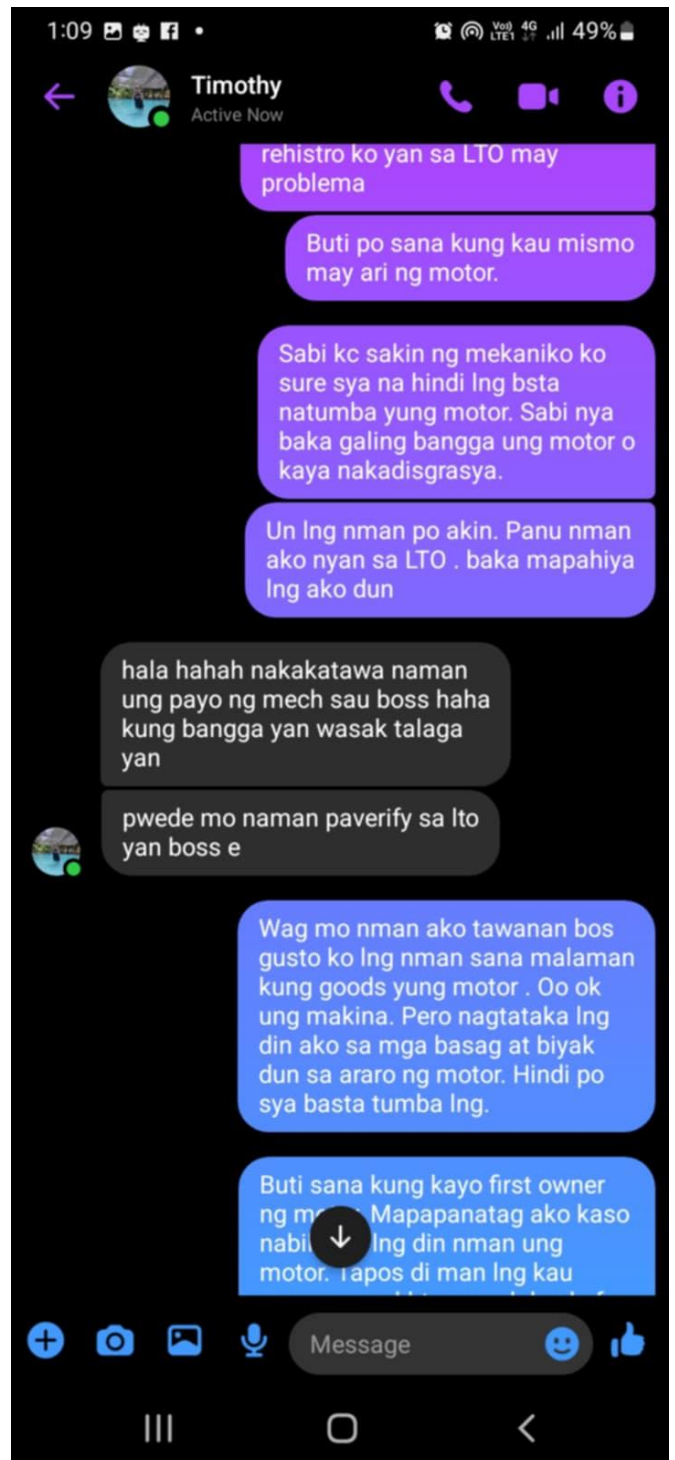 1:09
Vo)) 4G
LTE1
49%
Timothy
Active Now
rehistro ko yan sa LTO may
problema
Buti po sana kung kau mismo
may ari ng motor.
Sabi kc sakin ng mekaniko ko
sure sya na hindi lng bsta
natumba yung motor. Sabi nya
baka galing bangga ung motor o
kaya nakadisgrasya.
Un lng nman po akin. Panu nman
ako nyan sa LTO . baka mapahiya
lng ako dun
hala hahah nakakatawa naman
ung payo ng mech sau boss haha
kung bangga yan wasak talaga
yan
pwede mo naman paverify sa lto
yan boss e
Wag mo nman ako tawanan bos
gusto ko lng nman sana malaman
kung goods yung motor . Oo ok
ung makina. Pero nagtataka lng
din ako sa mga basag at biyak
dun sa araro ng motor. Hindi po
sya basta tumba lng.
Buti sana kung kayo first owner
ng Mapapanatag ako kaso
lng din nman ung
motor. Tapos di man lng kau
Message